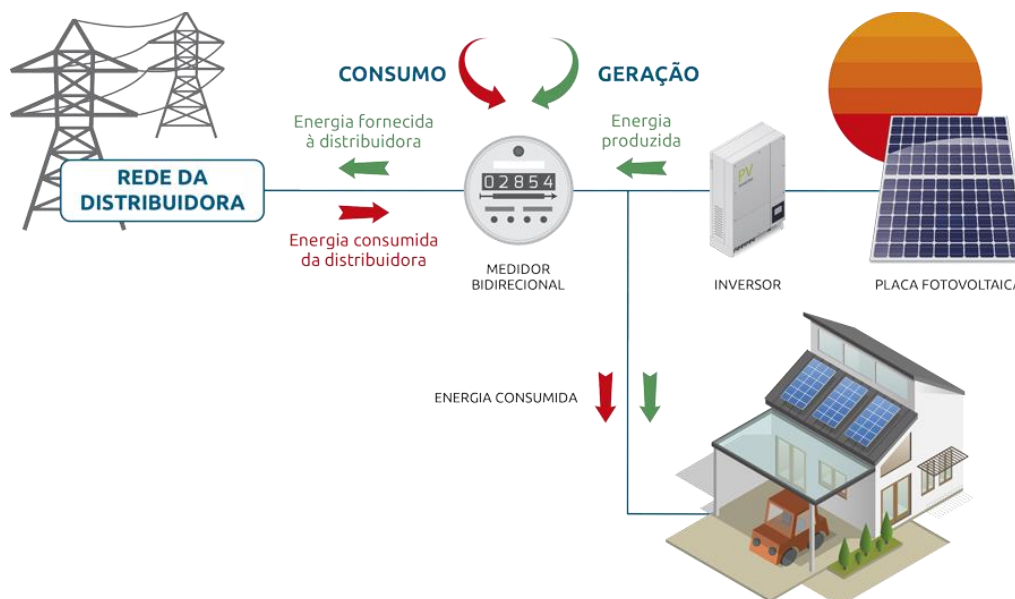 CONSUMO
GERAÇÃO
Energia fornecida
à distribuidora
Energia
produzida
REDE DA
DISTRIBUIDORA
02854
PV
Energia consumida
da distribuidora
MEDIDOR
BIDIRECIONAL
INVERSOR
PLACA FOTOVOLTAICA
ENERGIA CONSUMIDA